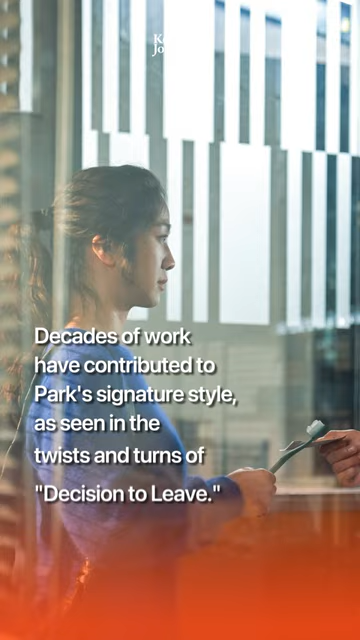 Decades of work
have contributed to
Park's signature style,
as seen in the
twists and turns of
"Decision to Leave."